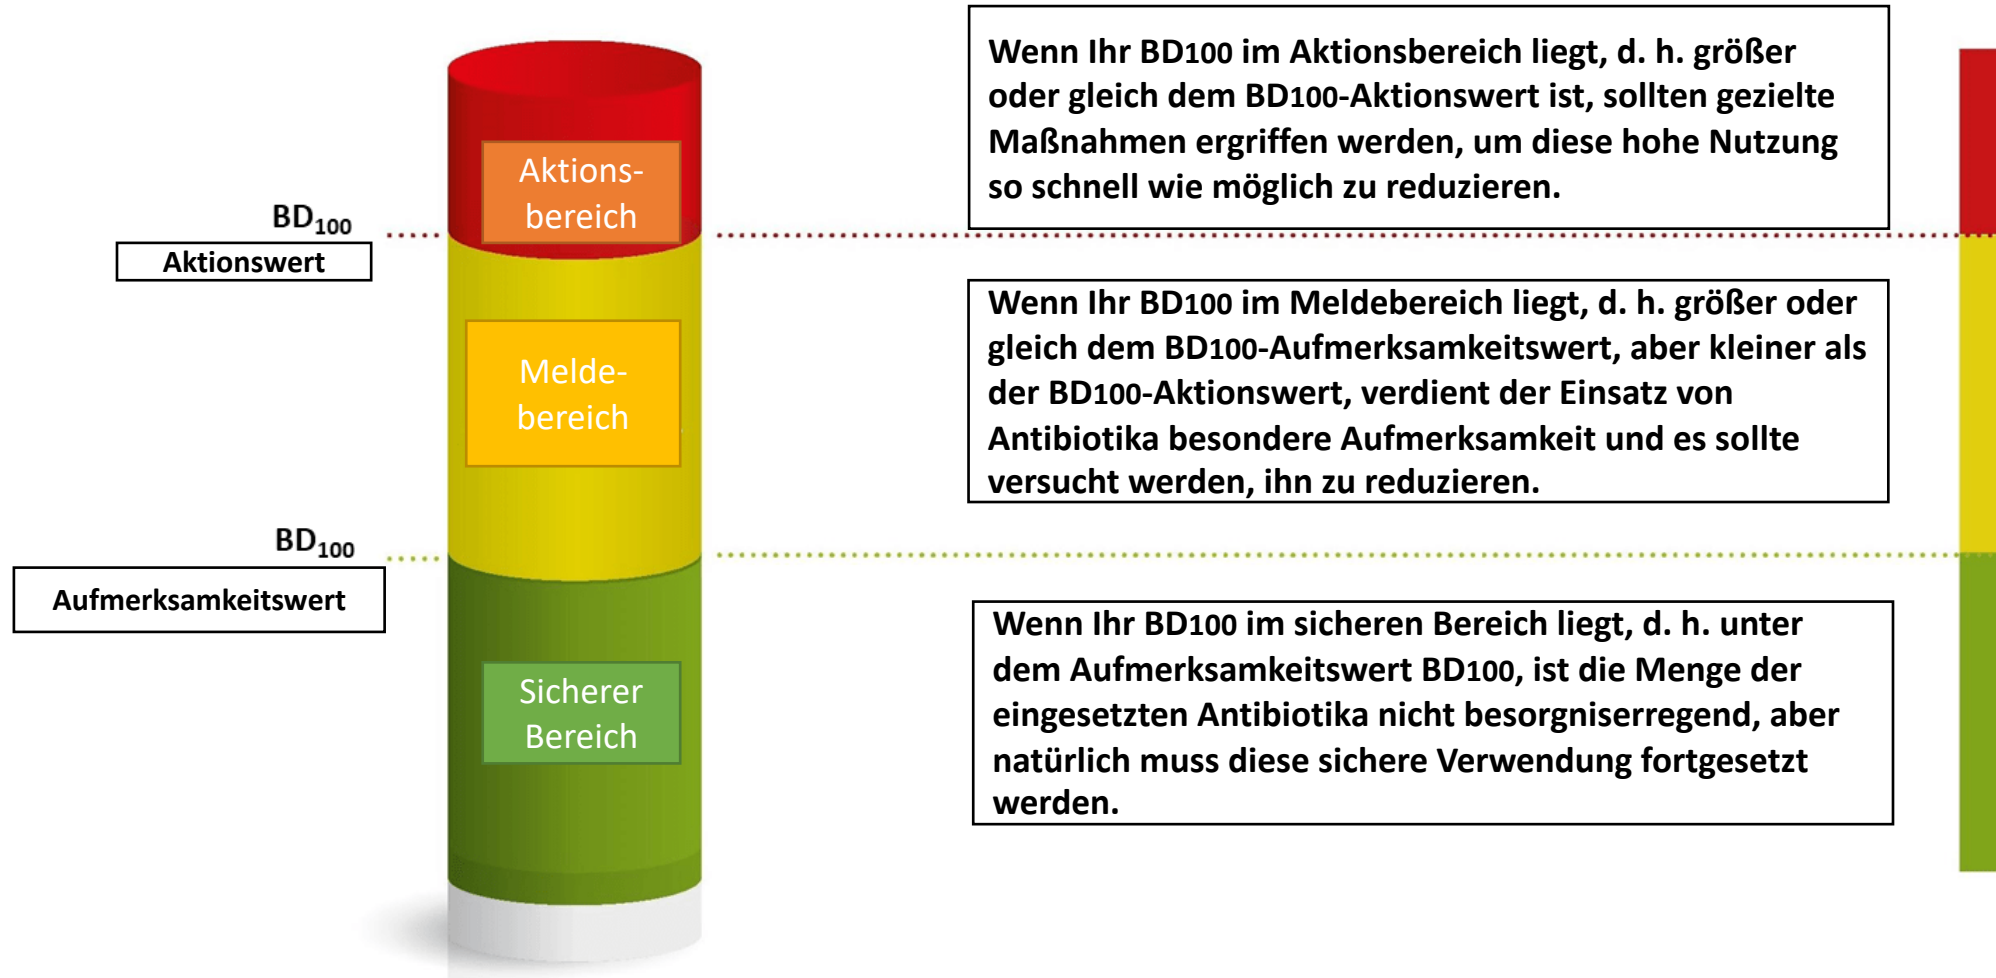 Wenn Ihr BD100 im Aktionsbereich liegt, d. h. größer
oder gleich dem BD100-Aktionswert ist, sollten gezielte
Maßnahmen ergriffen werden, um diese hohe Nutzung
so schnell wie möglich zu reduzieren.
Aktions-
bereich
BD₁₀₀
Aktionswert
Wenn Ihr BD100 im Meldebereich liegt, d. h. größer oder
gleich dem BD100-Aufmerksamkeitswert, aber kleiner als
der BD100-Aktionswert, verdient der Einsatz von
Antibiotika besondere Aufmerksamkeit und es sollte
versucht werden, ihn zu reduzieren.
Melde-
bereich
BD₁₀₀
Aufmerksamkeitswert
Wenn Ihr BD100 im sicheren Bereich liegt, d. h. unter
dem Aufmerksamkeitswert BD100, ist die Menge der
eingesetzten Antibiotika nicht besorgniserregend, aber
natürlich muss diese sichere Verwendung fortgesetzt
werden.
Sicherer
Bereich